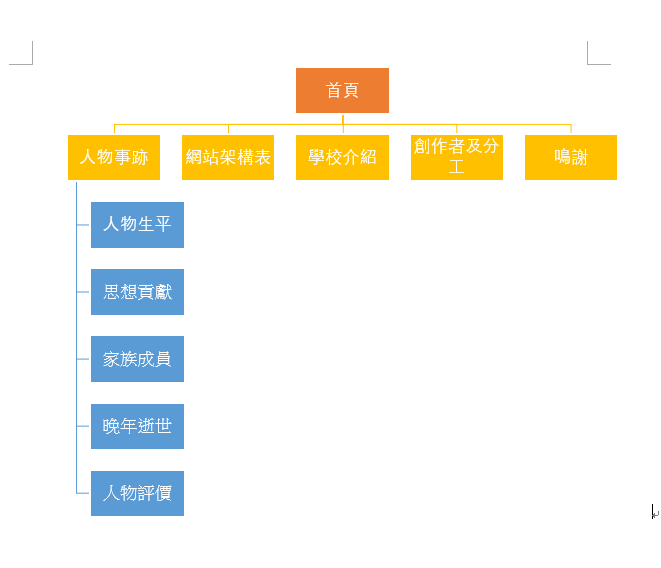 首頁
人物事跡
網站架構表
學校介紹
創作者及分
工
鳴謝
人物生平
思想貢獻
家族成員
晚年逝世
人物評價